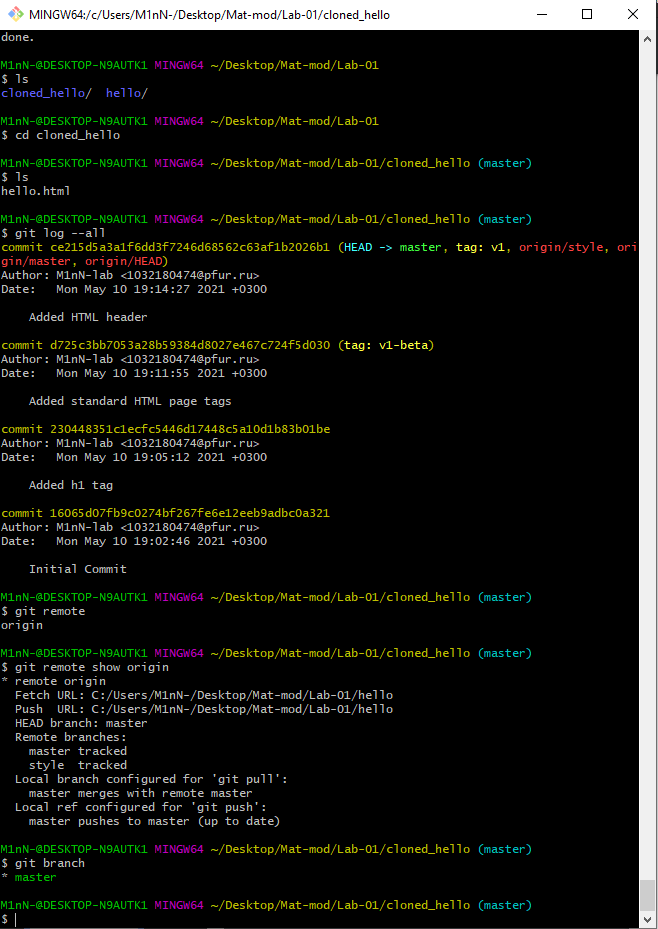 MINGW64:/c/Users/M1nN-/Desktop/Mat-mod/Lab-01/cloned_hello
done.
M1nN-@DESKTOP-N9AUTK1 MINGW64 ~/Desktop/Mat-mod/Lab-01
$ ls
cloned_hello/  hello/
M1nN-@DESKTOP-N9AUTK1 MINGW64 ~/Desktop/Mat-mod/Lab-01
$ cd cloned_hello
M1nN-@DESKTOP-N9AUTK1 MINGW64 ~/Desktop/Mat-mod/Lab-01/cloned_hello (master)
$ ls
hello.html
M1nN-@DESKTOP-N9AUTK1 MINGW64 ~/Desktop/Mat-mod/Lab-01/cloned_hello (master)
$ git log --all
commit ce215d5a3a1f6dd3f7246d68562c63af1b2026b1 (HEAD -> master, tag: v1, origin/style, ori
gin/master, origin/HEAD)
Author: M1nN-lab <1032180474@pfur.ru>
Date:   Mon May 10 19:14:27 2021 +0300
    Added HTML header
commit d725c3bb7053a28b59384d8027e467c724f5d030 (tag: v1-beta)
Author: M1nN-lab <1032180474@pfur.ru>
Date:   Mon May 10 19:11:55 2021 +0300
    Added standard HTML page tags
commit 230448351c1ecfc5446d17448c5a10d1b83b01be
Author: M1nN-lab <1032180474@pfur.ru>
Date:   Mon May 10 19:05:12 2021 +0300
    Added h1 tag
commit 16065d07fb9c0274bf267fe6e12eeb9adbc0a321
Author: M1nN-lab <1032180474@pfur.ru>
Date:   Mon May 10 19:02:46 2021 +0300
    Initial Commit
M1nN-@DESKTOP-N9AUTK1 MINGW64 ~/Desktop/Mat-mod/Lab-01/cloned_hello (master)
$ git remote
origin
M1nN-@DESKTOP-N9AUTK1 MINGW64 ~/Desktop/Mat-mod/Lab-01/cloned_hello (master)
$ git remote show origin
* remote origin
  Fetch URL: C:/Users/M1nN-/Desktop/Mat-mod/Lab-01/hello
  Push  URL: C:/Users/M1nN-/Desktop/Mat-mod/Lab-01/hello
  HEAD branch: master
  Remote branches:
    master tracked
    style  tracked
  Local branch configured for 'git pull':
    master merges with remote master
  Local ref configured for 'git push':
    master pushes to master (up to date)
M1nN-@DESKTOP-N9AUTK1 MINGW64 ~/Desktop/Mat-mod/Lab-01/cloned_hello (master)
$ git branch
* master
M1nN-@DESKTOP-N9AUTK1 MINGW64 ~/Desktop/Mat-mod/Lab-01/cloned_hello (master)
$